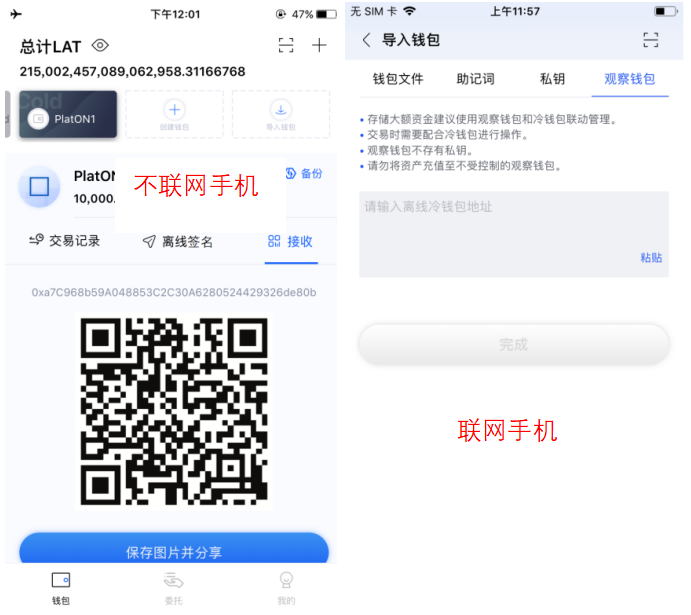 下午12:01
47%
总计LAT
215,002,457,089,062,958.31166768
Cold
PlatON1
创建钱包
导入钱包
PlatON
不联网手机
备份
10,000.
交易记录
离线签名
接收
0xa7C968b59A048853C2C30A6280524429326de80b
保存图片并分享
钱包
委托
我的
无 SIM 卡
上午11:57
导入钱包
钱包文件
助记词
私钥
观察钱包
• 存储大额资金建议使用观察钱包和冷钱包联动管理。
• 交易时需要配合冷钱包进行操作。
• 观察钱包不存有私钥。
• 请勿将资产充值至不受控制的观察钱包。
请输入离线冷钱包地址
粘贴
完成
联网手机